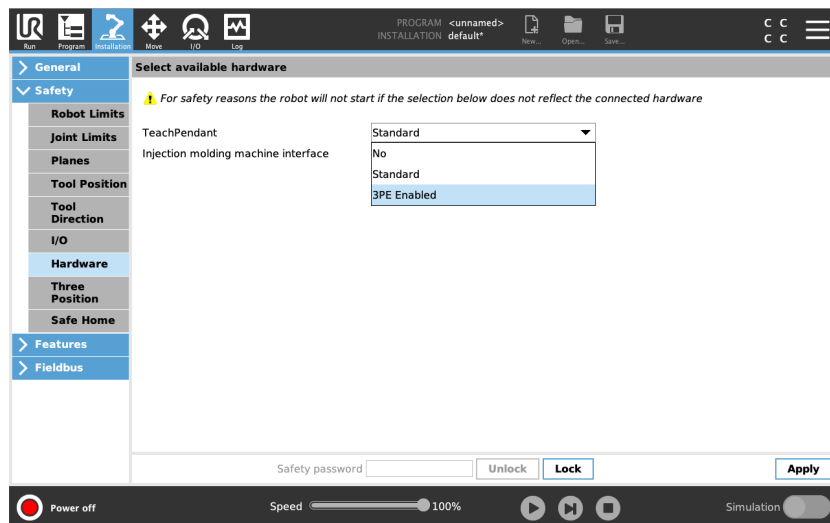 PROGRAM <unnamed>
INSTALLATION default*
UR
Run Program Installation Move I/O Log New... Open... Save...
C C
C C
General
Safety
Robot Limits
Joint Limits
Planes
Tool Position
Tool
Direction
I/O
Hardware
Three
Position
Safe Home
Features
Fieldbus
Select available hardware
For safety reasons the robot will not start if the selection below does not reflect the connected hardware
TeachPendant Standard
Injection molding machine interface No
Standard
3PE Enabled
Safety password Unlock Lock Apply
Power off Speed 100% Simulation